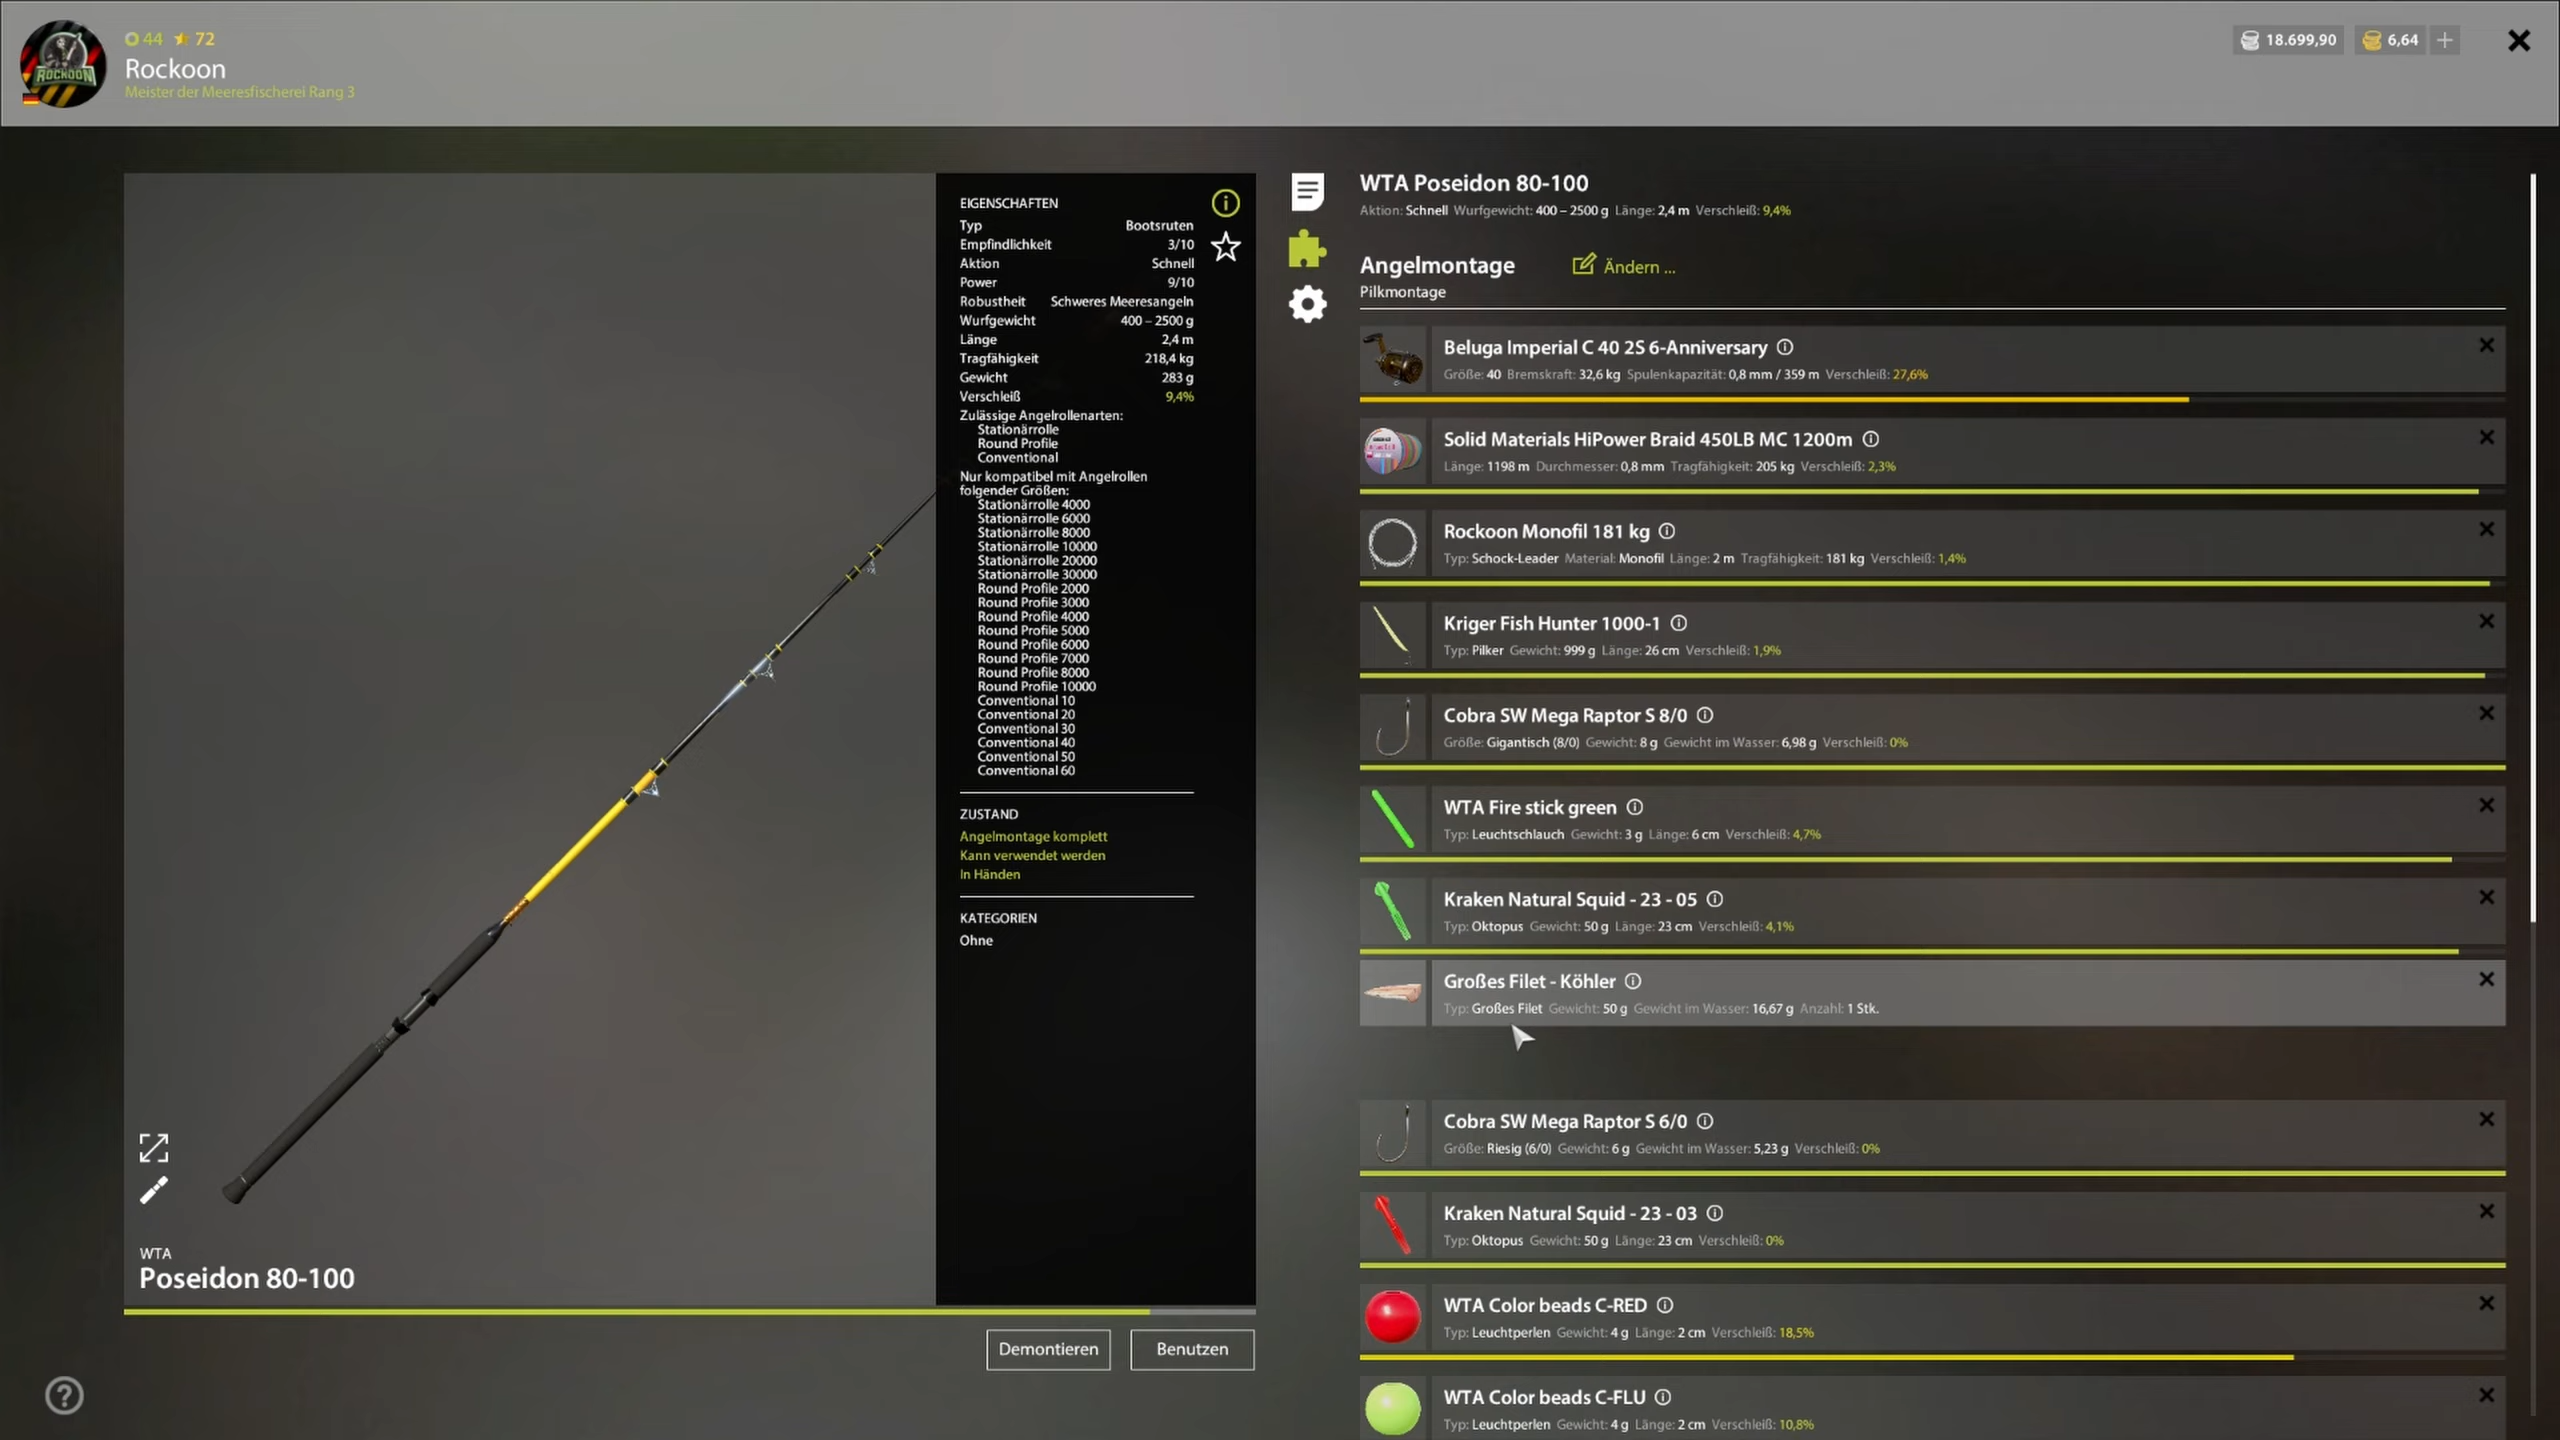 44 72
Rockoon
Meister der Meeresfischerei Rang 3
ROCKOON
18.699,90
6,64
EIGENSCHAFTEN
Typ Bootsruten
Empfindlichkeit 3/10
Aktion Schnell
Power 9/10
Robustheit Schweres Meeresangeln
Wurfgewicht 400 – 2500 g
Länge 2,4 m
Tragfähigkeit 218,4 kg
Gewicht 283 g
Verschleiß 9,4%
Zulässige Angelrollenarten:
Stationärrolle
Round Profile
Conventional
Nur kompatibel mit Angelrollen
folgender Größen:
Stationärrolle 4000
Stationärrolle 6000
Stationärrolle 8000
Stationärrolle 10000
Stationärrolle 20000
Stationärrolle 30000
Round Profile 2000
Round Profile 3000
Round Profile 4000
Round Profile 5000
Round Profile 6000
Round Profile 7000
Round Profile 8000
Round Profile 10000
Conventional 10
Conventional 20
Conventional 30
Conventional 40
Conventional 50
Conventional 60
ZUSTAND
Angelmontage komplett
Kann verwendet werden
In Händen
KATEGORIEN
Ohne
WTA
Poseidon 80-100
Demontieren
Benutzen
WTA Poseidon 80-100
Aktion: Schnell Wurfgewicht: 400 – 2500 g Länge: 2,4 m Verschleiß: 9,4%
Angelmontage Ändern ...
Pilkmontage
Beluga Imperial C 40 2S 6-Anniversary
Größe: 40 Bremskraft: 32,6 kg Spulenkapazität: 0,8 mm / 359 m Verschleiß: 27,6%
Solid Materials HiPower Braid 450LB MC 1200m
Länge: 1198 m Durchmesser: 0,8 mm Tragfähigkeit: 205 kg Verschleiß: 2,3%
Rockoon Monofil 181 kg
Typ: Schock-Leader Material: Monofil Länge: 2 m Tragfähigkeit: 181 kg Verschleiß: 1,4%
Kriger Fish Hunter 1000-1
Typ: Pilker Gewicht: 999 g Länge: 26 cm Verschleiß: 1,9%
Cobra SW Mega Raptor S 8/0
Größe: Gigantisch (8/0) Gewicht: 8 g Gewicht im Wasser: 6,98 g Verschleiß: 0%
WTA Fire stick green
Typ: Leuchtschlauch Gewicht: 3 g Länge: 6 cm Verschleiß: 4,7%
Kraken Natural Squid - 23 - 05
Typ: Oktopus Gewicht: 50 g Länge: 23 cm Verschleiß: 4,1%
Großes Filet - Köhler
Typ: Großes Filet Gewicht: 50 g Gewicht im Wasser: 16,67 g Anzahl: 1 Stk.
Cobra SW Mega Raptor S 6/0
Größe: Riesig (6/0) Gewicht: 6 g Gewicht im Wasser: 5,23 g Verschleiß: 0%
Kraken Natural Squid - 23 - 03
Typ: Oktopus Gewicht: 50 g Länge: 23 cm Verschleiß: 0%
WTA Color beads C-RED
Typ: Leuchtperlen Gewicht: 4 g Länge: 2 cm Verschleiß: 18,5%
WTA Color beads C-FLU
Typ: Leuchtperlen Gewicht: 4 g Länge: 2 cm Verschleiß: 10,8%